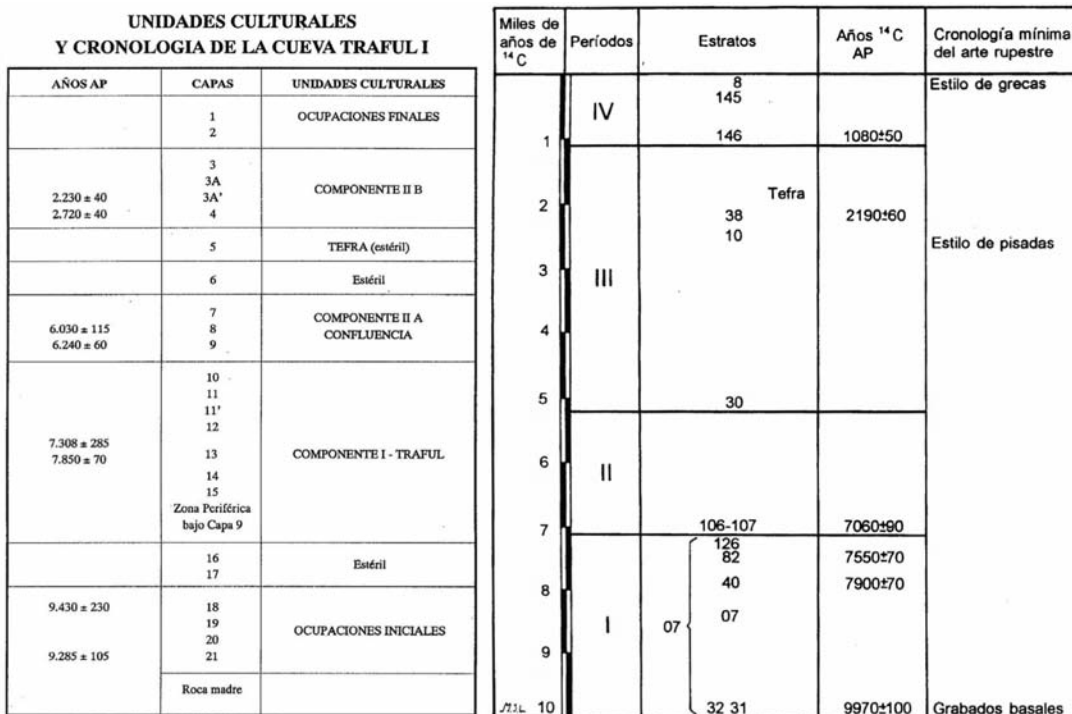 UNIDADES CULTURALES
Y CRONOLOGIA DE LA CUEVA TRAFUL I
AÑOS AP CAPAS UNIDADES CULTURALES
1 OCUPACIONES FINALES
2
3
3A COMPONENTE II B
2.230 ± 40 3A'
2.720 ± 40 4
5 TEFRA (estéril)
6 Estéril
7 COMPONENTE II A
6.030 ± 115 8 CONFLUENCIA
6.240 ± 60 9
10
11
11'
12
7.308 ± 285
7.850 ± 70 13 COMPONENTE I - TRAFUL
14
15
Zona Periférica
bajo Capa 9
16 Estéril
17
9.430 ± 230 18
19 OCUPACIONES INICIALES
20
9.285 ± 105 21
Roca madre
Miles de años de 14C Períodos Estratos Años 14C AP Cronología mínima del arte rupestre
8 Estilo de grecas
145
IV
1 146 1080±50
Tefra
2 38 2190±60
10 Estilo de pisadas
3 III
4
5 30
6 II
7 106-107 7060±90
126
82 7550±70
8 40 7900±70
07
I 07
9
10 32 31 9970±100 Grabados basales